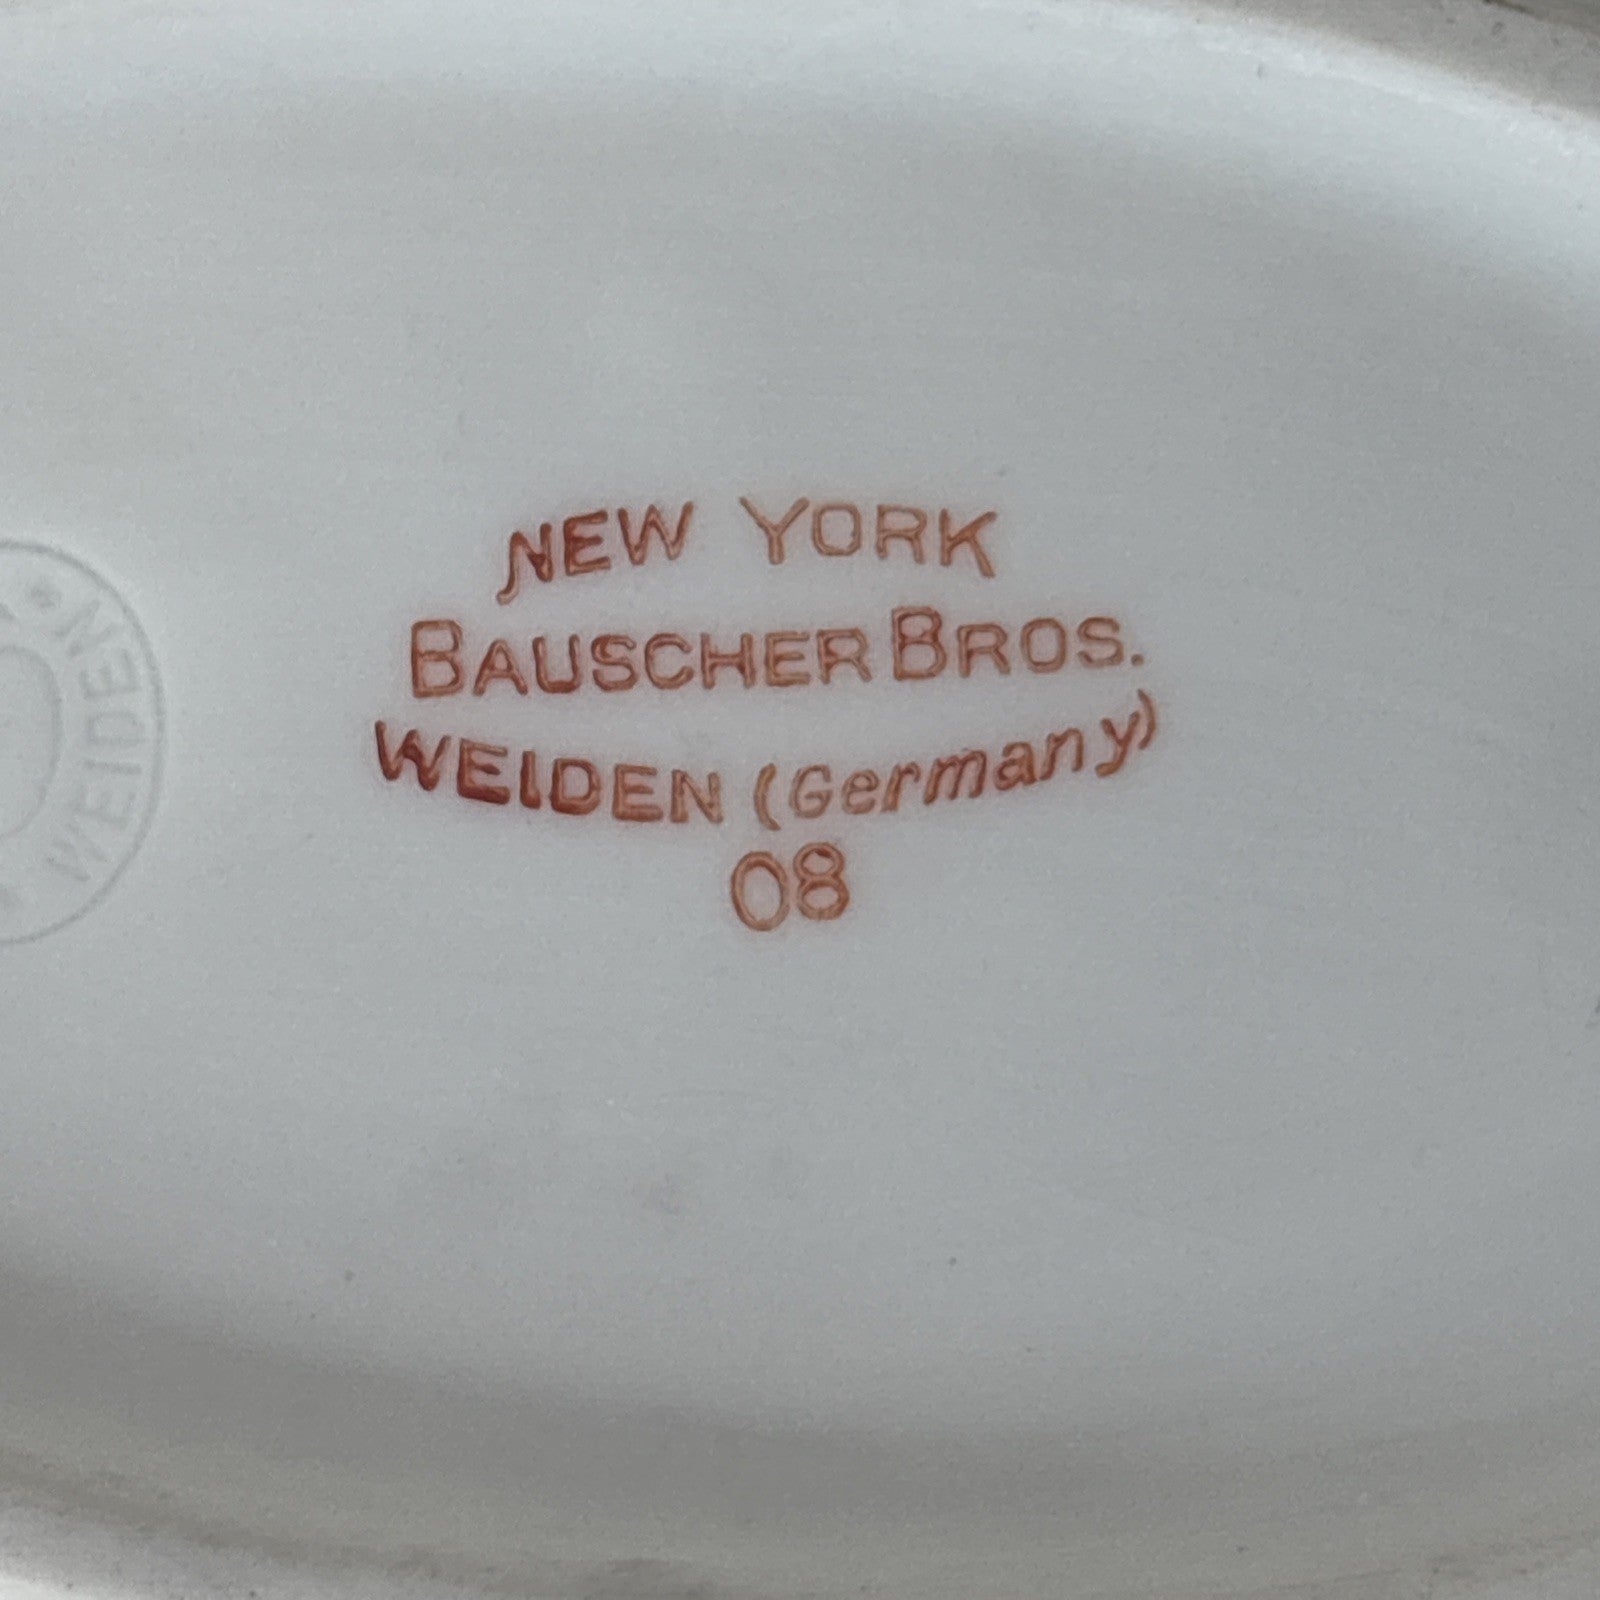 NEW YORK
BAUSCHER BROS.
WEIDEN (Germany)
08
WEIDEN